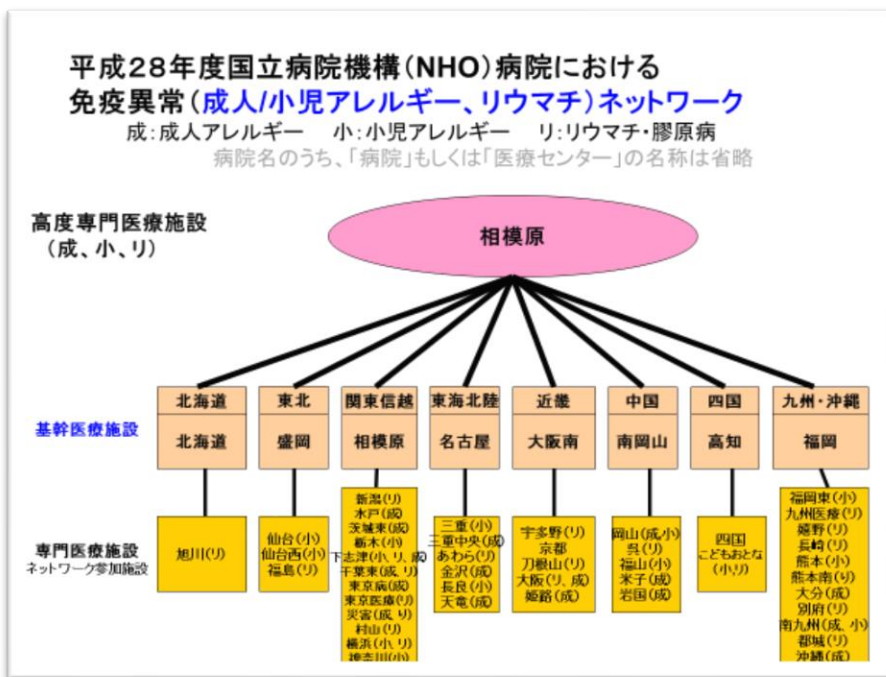 平成28年度国立病院機構(NHO)病院における
免疫異常(成人/小児アレルギー、リウマチ)ネットワーク
成:成人アレルギー　小:小児アレルギー　リ:リウマチ・膠原病
病院名のうち、「病院」もしくは「医療センター」の名称は省略
高度専門医療施設
(成、小、リ)
相模原
北海道　東北　関東信越　東海北陸　近畿　中国　四国　九州・沖縄
基幹医療施設
北海道　盛岡　相模原　名古屋　大阪南　南岡山　高知　福岡
専門医療施設
ネットワーク参加施設
旭川(リ)
仙台(小)
仙台西(小)
福島(リ)
新潟(リ)
水戸(成)
茨城東(成)
栃木(小)
下志津(小、リ、成)
千葉東(成、リ)
東京病(成)
東京医療(リ)
災害(成、り)
村山(リ)
横浜(小、リ)
神奈川(小)
三重(小)
三重中央(成)
あわら(リ)
金沢(成)
長良(小)
天竜(成)
宇多野(リ)
京都
刀根山(リ)
大阪(リ、成)
姫路(成)
岡山(成,小)
呉(リ)
福山(小)
米子(成)
岩国(成)
四国
こどもおとな
(小,リ)
福岡東(小)
九州医療(リ)
嬉野(リ)
長崎(リ)
熊本(小)
熊本南(り)
大分(成)
別府(リ)
南九州(成、小)
都城(リ)
沖縄(成)